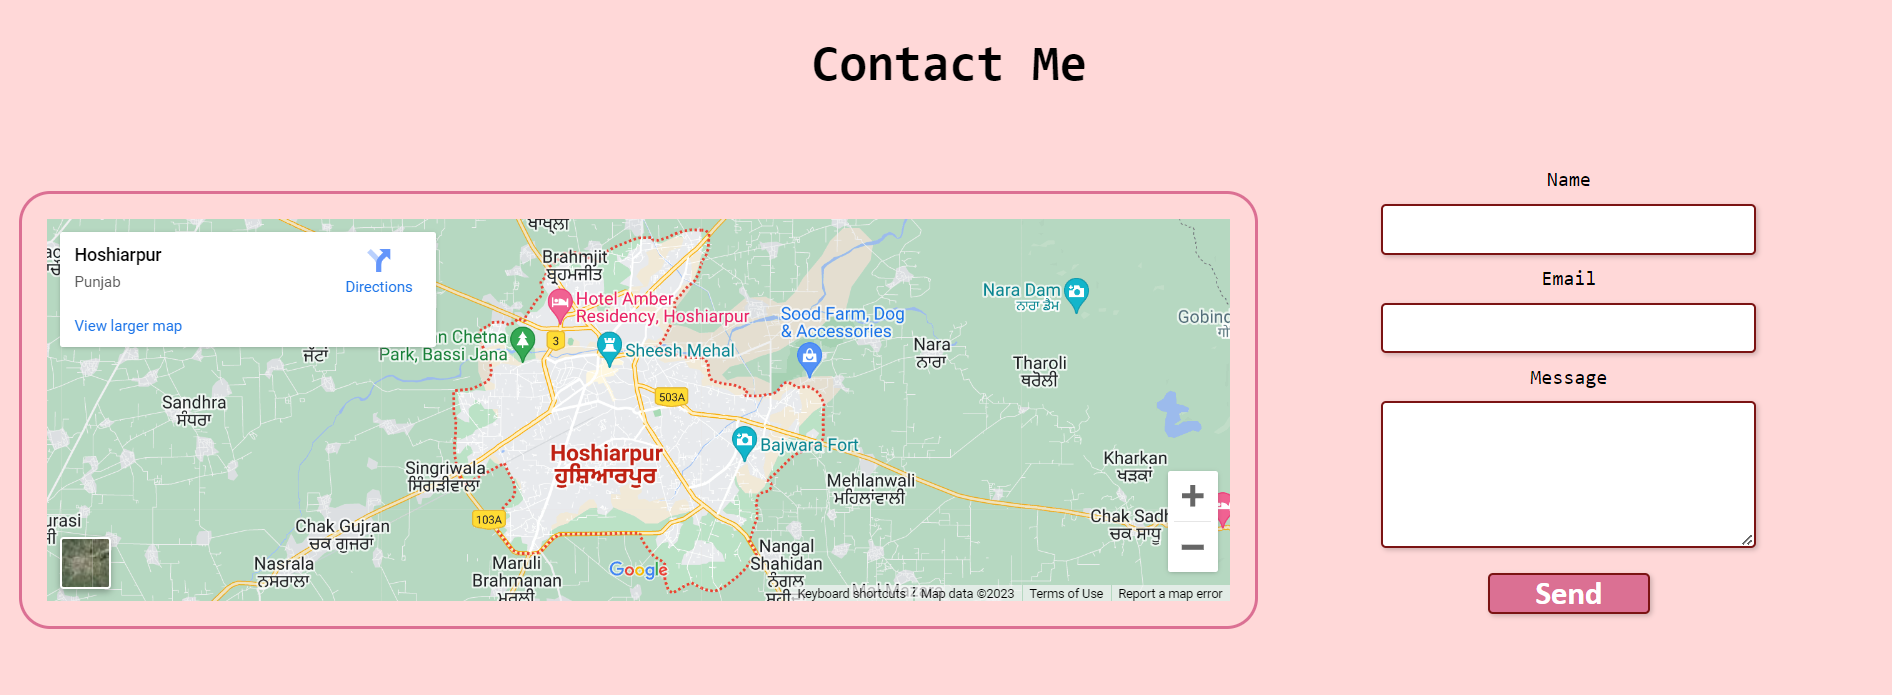 Contact Me
Hoshiarpur
Punjab
Directions
View larger map
ਬ੍ਰਹਮਜੀਤ
Brahmjit
Hotel Amber
Residency, Hoshiarpur
n Chetna
Park, Bassi Jana
3
Sheesh Mehal
Sood Farm, Dog
& Accessories
Nara Dam
ਨਾਰਾ ਡੈਮ
Gobind
ਗੋ
Nara
ਨਾਰਾ
Tharoli
ਥਰੋਲੀ
ਜੱਟਾਂ
Sandhra
ਸੰਧਰਾ
503A
Bajwara Fort
Hoshiarpur
ਹੁਸ਼ਿਆਰਪੁਰ
Singriwala
ਸਿੰਗੜੀਵਾਲਾ
Mehlanwali
ਮਹਿਲਾਂਵਾਲੀ
Kharkan
ਖੜਕਾਂ
Chak Sadh
ਚਕ ਸਾਧੂ
103A
urasi
Chak Gujran
ਚਕ ਗੁਜਰਾਂ
Nasrala
ਨਸਰਾਲਾ
Maruli
Brahmanan
ਮਰੂਲੀ
Google
Nangal
Shahidan
ਨੰਗਲ
ਸ਼ਹੀ
Keyboard shortcuts
Map data ©2023
Terms of Use
Report a map error
Name
Email
Message
Send